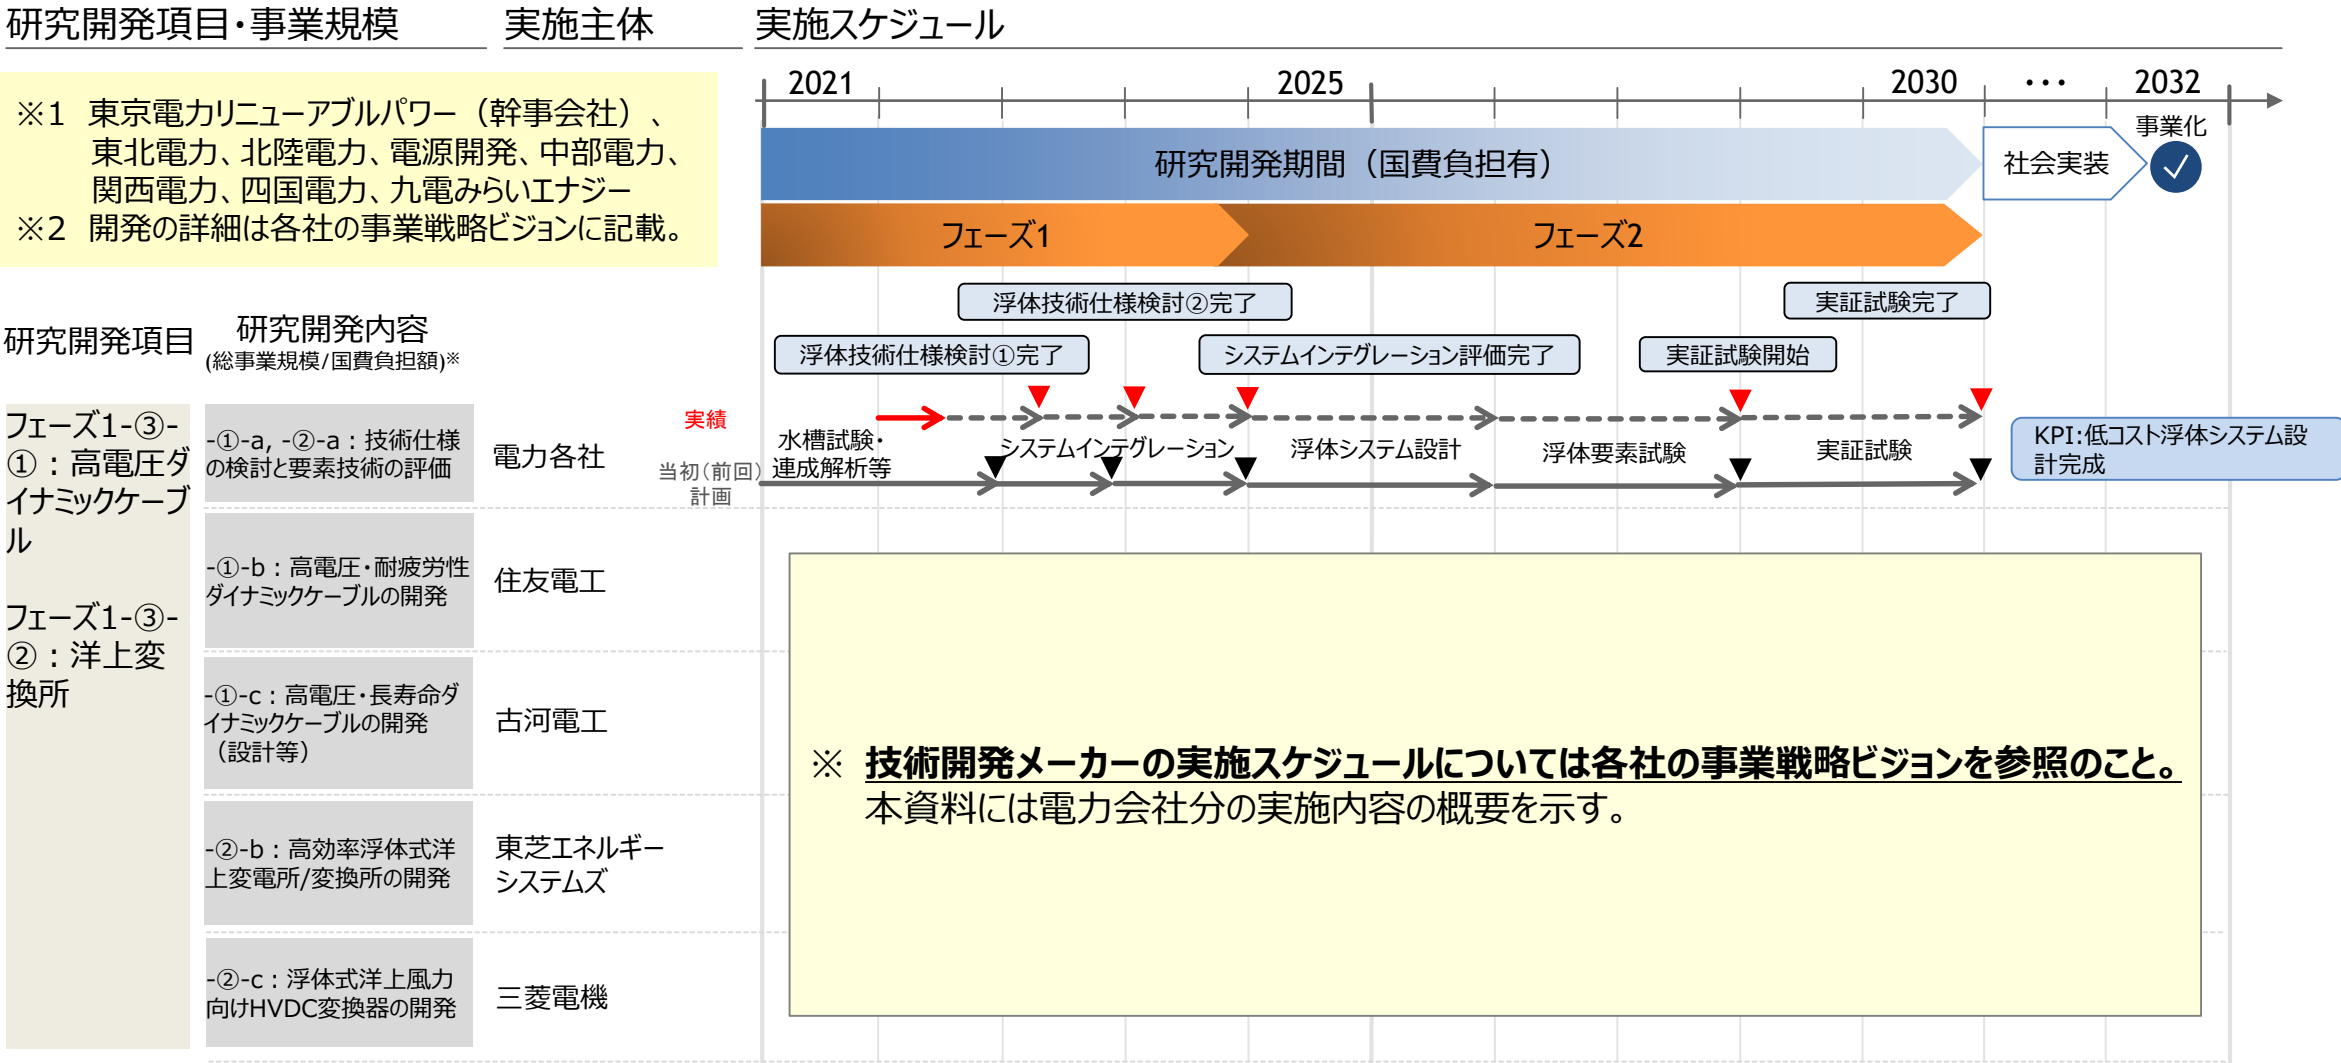 研究開発項目・事業規模
実施主体
実施スケジュール
※1 東京電力リニューアブルパワー（幹事会社）、
東北電力、北陸電力、電源開発、中部電力、
関西電力、四国電力、九電みらいエナジー
※2 開発の詳細は各社の事業戦略ビジョンに記載。
2021
2025
2030
・・・
2032
事業化
研究開発期間（国費負担有）
社会実装
フェーズ1
フェーズ2
浮体技術仕様検討②完了
実証試験完了
浮体技術仕様検討①完了
システムインテグレーション評価完了
実証試験開始
研究開発項目
研究開発内容
(総事業規模/国費負担額)※
フェーズ1-③-
①：高電圧ダ
イナミックケーブ
ル
フェーズ1-③-
②：洋上変
換所
-①-a, -②-a：技術仕様
の検討と要素技術の評価
電力各社
実績
当初(前回)
計画
水槽試験・
連成解析等
システムインテグレーション
浮体システム設計
浮体要素試験
実証試験
KPI:低コスト浮体システム設
計完成
-①-b：高電圧・耐疲労性
ダイナミックケーブルの開発
住友電工
-①-c：高電圧・長寿命ダ
イナミックケーブルの開発
（設計等）
古河電工
-②-b：高効率浮体式洋
上変電所/変換所の開発
東芝エネルギー
システムズ
-②-c：浮体式洋上風力
向けHVDC変換器の開発
三菱電機
※ 技術開発メーカーの実施スケジュールについては各社の事業戦略ビジョンを参照のこと。
本資料には電力会社分の実施内容の概要を示す。